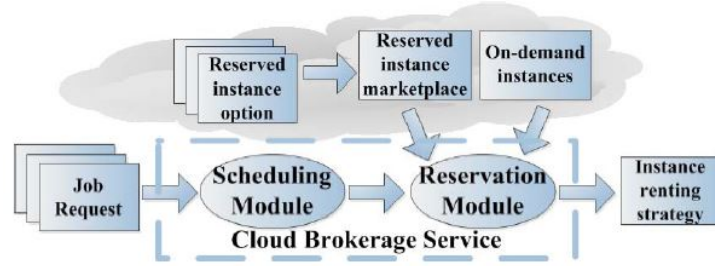 Reserved
instance
option
Reserved
instance
marketplace
On-demand
instances
Job
Request
Scheduling
Module
Reservation
Module
Instance
renting
strategy
Cloud Brokerage Service